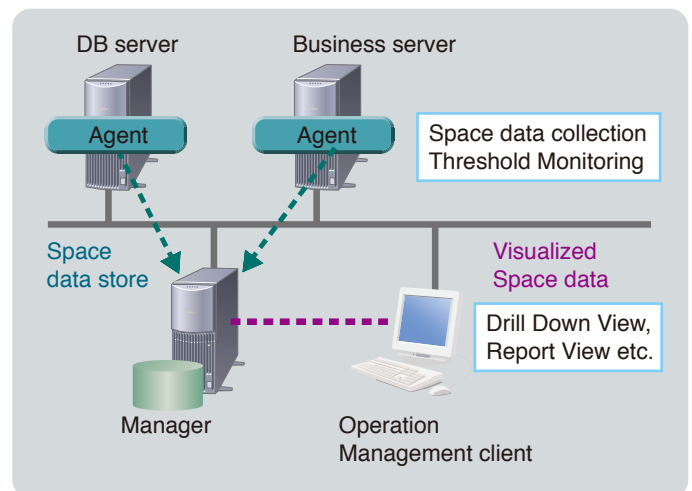 DB server
Business server
Agent
Agent
Space data collection
Threshold Monitoring
Space
data store
Visualized
Space data
Drill Down View,
Report View etc.
Manager
Operation
Management client